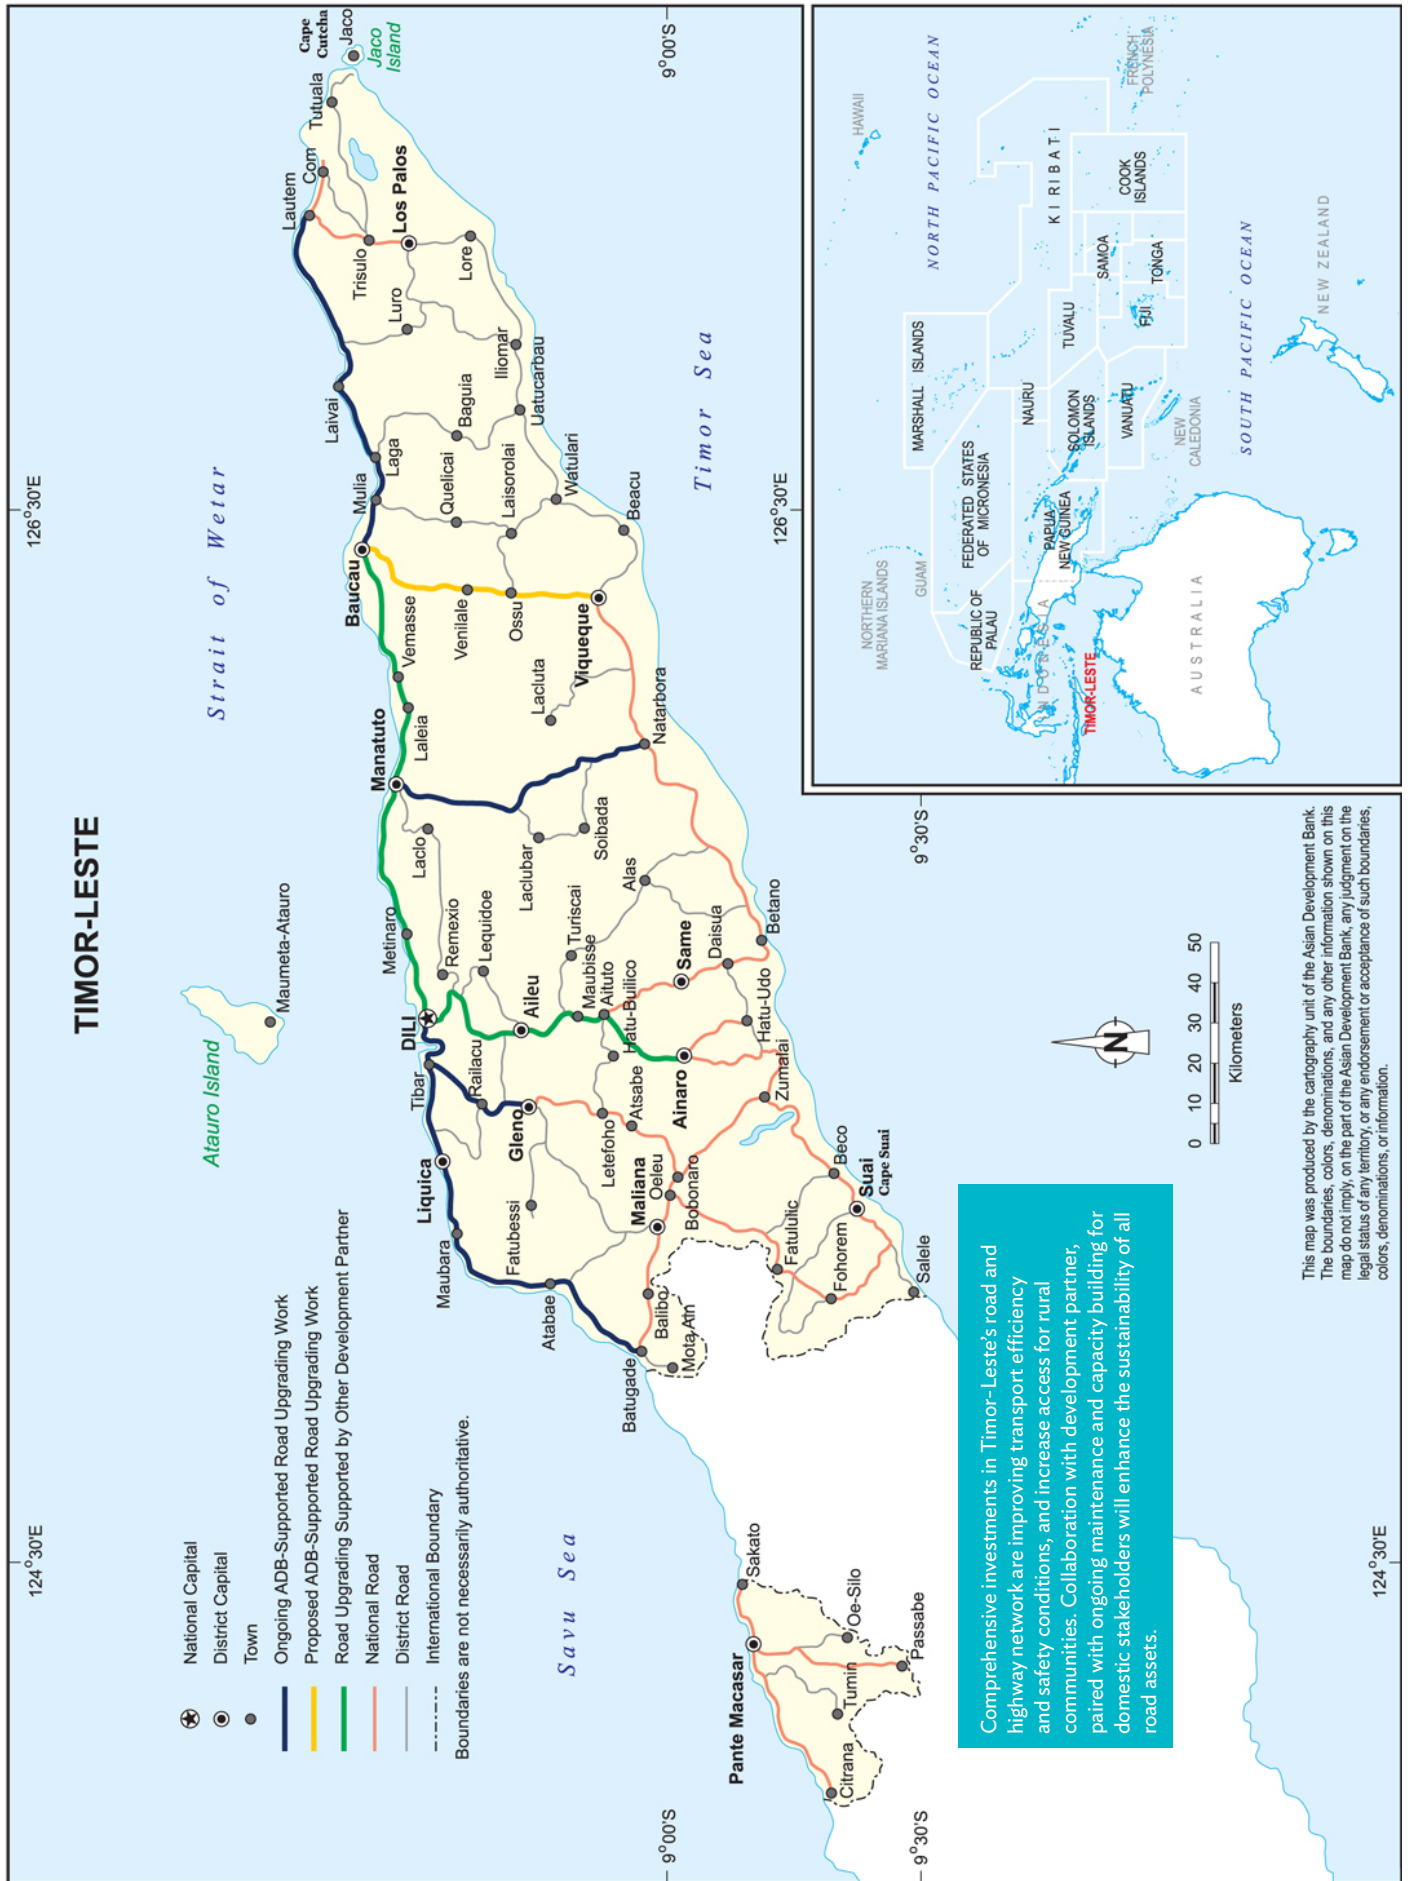 TIMOR-LESTE
124°30'E
126°30'E
National Capital
District Capital
Town
Ongoing ADB-Supported Road Upgrading Work
Proposed ADB-Supported Road Upgrading Work
Road Upgrading Supported by Other Development Partner
National Road
District Road
International Boundary
Boundaries are not necessarily authoritative.
Atauro Island
Maumeta-Atauro
Strait of Wetar
Savu Sea
Timor Sea
Cape
Cutcha
Jaco
Jaco
Island
Tutuala
Com
Lautem
Trisulo
Los Palos
Lore
Luro
Iliomar
Laivai
Laga
Baguia
Uatucarbau
Mulia
Quelicai
Laisorolai
Watulari
Beacu
Baucau
Venilale
Ossu
Viqueque
Vemasse
Laleia
Lacluta
Natarbora
Manatuto
Laclo
Laclubar
Soibada
Metinaro
Remexio
Lequidoe
Turiscai
Alas
DILI
Aileu
Maubisse
Aituto
Hatu-Builico
Same
Daisua
Betano
Hatu-Udo
Tibar
Railacu
Gleno
Letefoho
Atsabe
Ainaro
Zumalai
Liquica
Maubara
Fatubessi
Atabae
Maliana
Oeleu
Bobonaro
Beco
Suai
Cape Suai
Fatululic
Fohorem
Salele
Balibo
Mota Ain
Batugade
Sakato
Pante Macasar
Oe-Silo
Passabe
Tumin
Citrana
9°00'S
9°00'S
9°30'S
9°30'S
124°30'E
126°30'E
N
0 10 20 30 40 50
Kilometers
Comprehensive investments in Timor-Leste's road and
highway network are improving transport efficiency
and safety conditions, and increase access for rural
communities. Collaboration with development partner,
paired with ongoing maintenance and capacity building for
domestic stakeholders will enhance the sustainability of all
road assets.
This map was produced by the cartography unit of the Asian Development Bank.
The boundaries, colors, denominations, and any other information shown on this
map do not imply, on the part of the Asian Development Bank, any judgment on the
legal status of any territory, or any endorsement or acceptance of such boundaries,
colors, denominations, or information.
NORTHERN
MARIANA ISLANDS
GUAM
HAWAII
NORTH PACIFIC OCEAN
MARSHALL ISLANDS
FEDERATED STATES
OF MICRONESIA
REPUBLIC OF
PALAU
NAURU
KIRIBATI
INDONESIA
PAPUA
NEW GUINEA
SOLOMON
ISLANDS
TUVALU
TIMOR-LESTE
SAMOA
COOK
ISLANDS
FRENCH
POLYNESIA
VANUATU
FIJI
TONGA
NEW
CALEDONIA
AUSTRALIA
SOUTH PACIFIC OCEAN
NEW ZEALAND